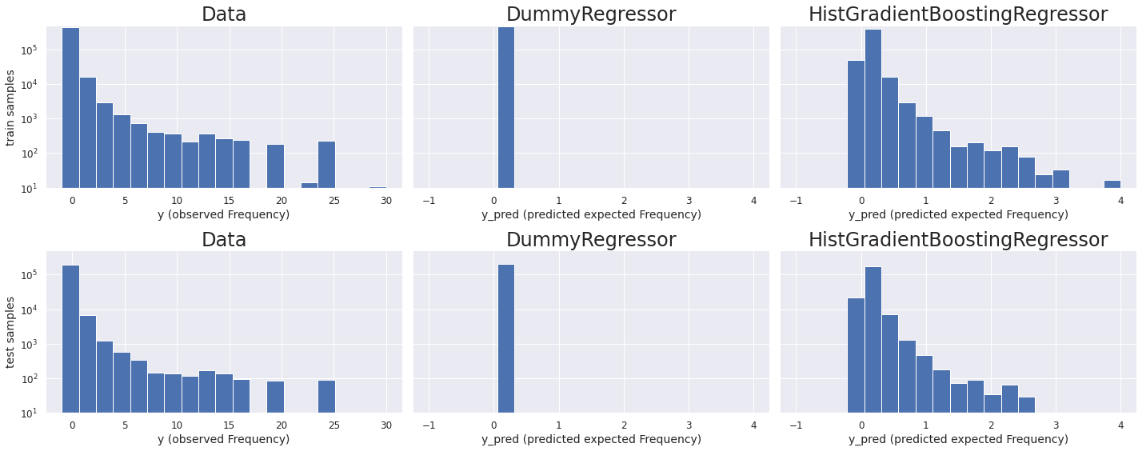 Data DummyRegressor HistGradientBoostingRegressor
train samples
10^5
10^4
10^3
10^2
10^1
0 5 10 15 20 25 30 −1 0 1 2 3 4 −1 0 1 2 3 4
y (observed Frequency) y_pred (predicted expected Frequency) y_pred (predicted expected Frequency)
Data DummyRegressor HistGradientBoostingRegressor
test samples
10^5
10^4
10^3
10^2
10^1
0 5 10 15 20 25 30 −1 0 1 2 3 4 −1 0 1 2 3 4
y (observed Frequency) y_pred (predicted expected Frequency) y_pred (predicted expected Frequency)